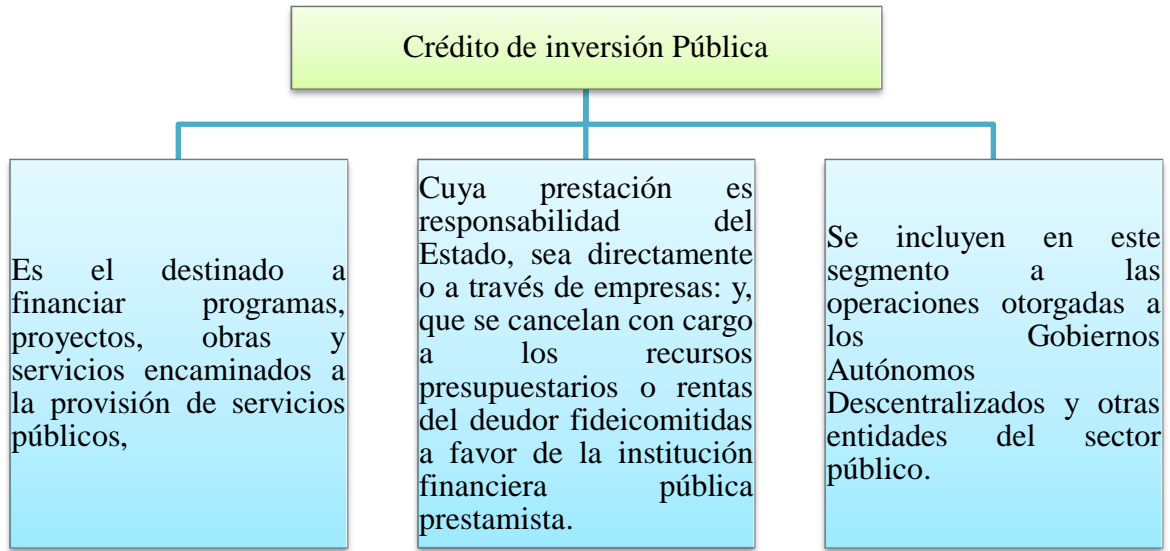 Crédito de inversión Pública
Es el destinado a
financiar programas,
proyectos, obras y
servicios encaminados a
la provisión de servicios
públicos,
Cuya prestación es
responsabilidad del
Estado, sea directamente
o a través de empresas: y,
que se cancelan con cargo
a los recursos
presupuestarios o rentas
del deudor fideicomitidas
a favor de la institución
financiera pública
prestamista.
Se incluyen en este
segmento a las
operaciones otorgadas a
los Gobiernos
Autónomos
Descentralizados y otras
entidades del sector
público.